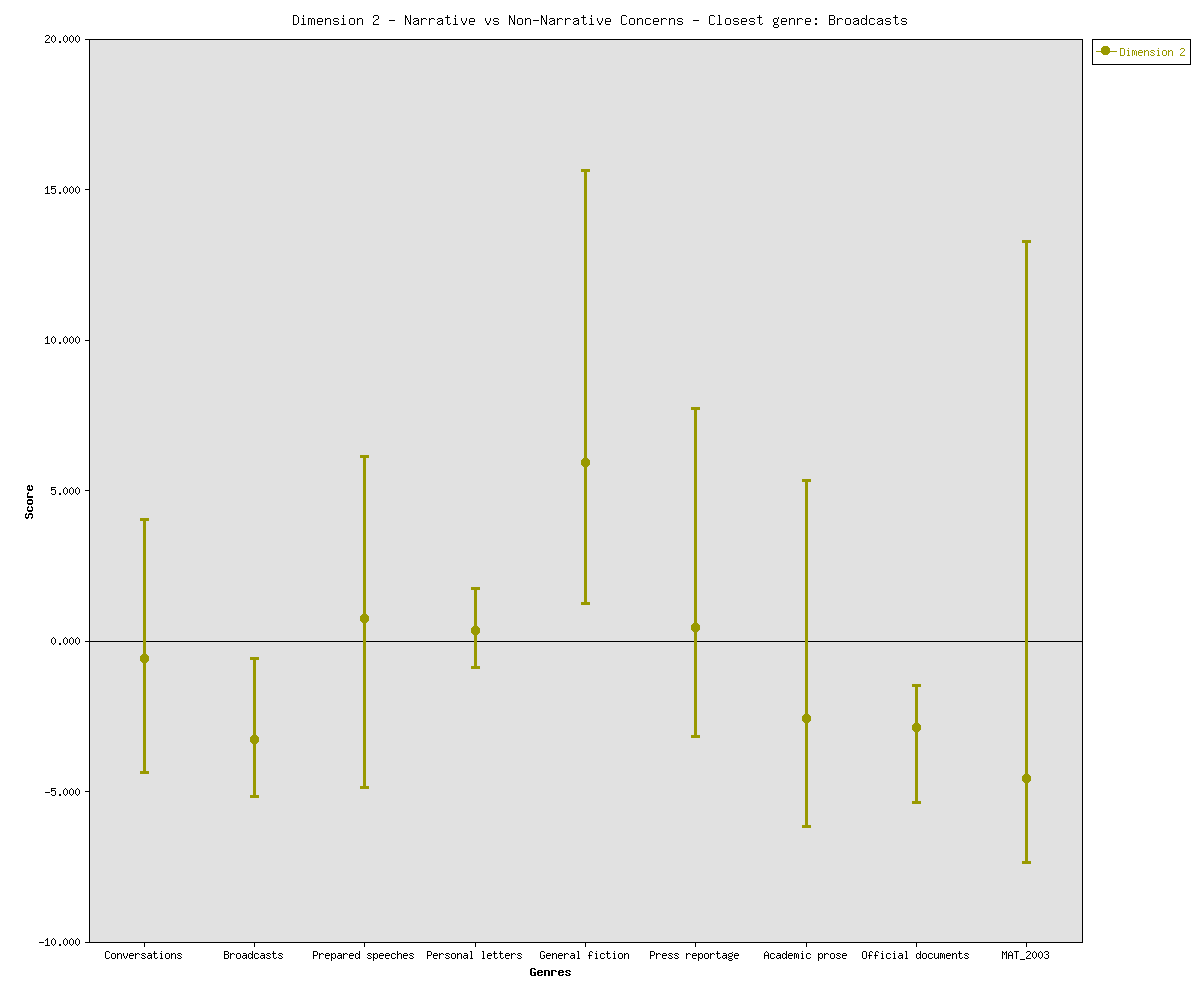 Dimension 2 - Narrative vs Non-Narrative Concerns - Closest genre: Broadcasts
Dimension 2
20.000
15.000
10.000
5.000
0.000
-5.000
-10.000
Score
Conversations Broadcasts Prepared speeches Personal letters General fiction Press reportage Academic prose Official documents MAT_2003
Genres